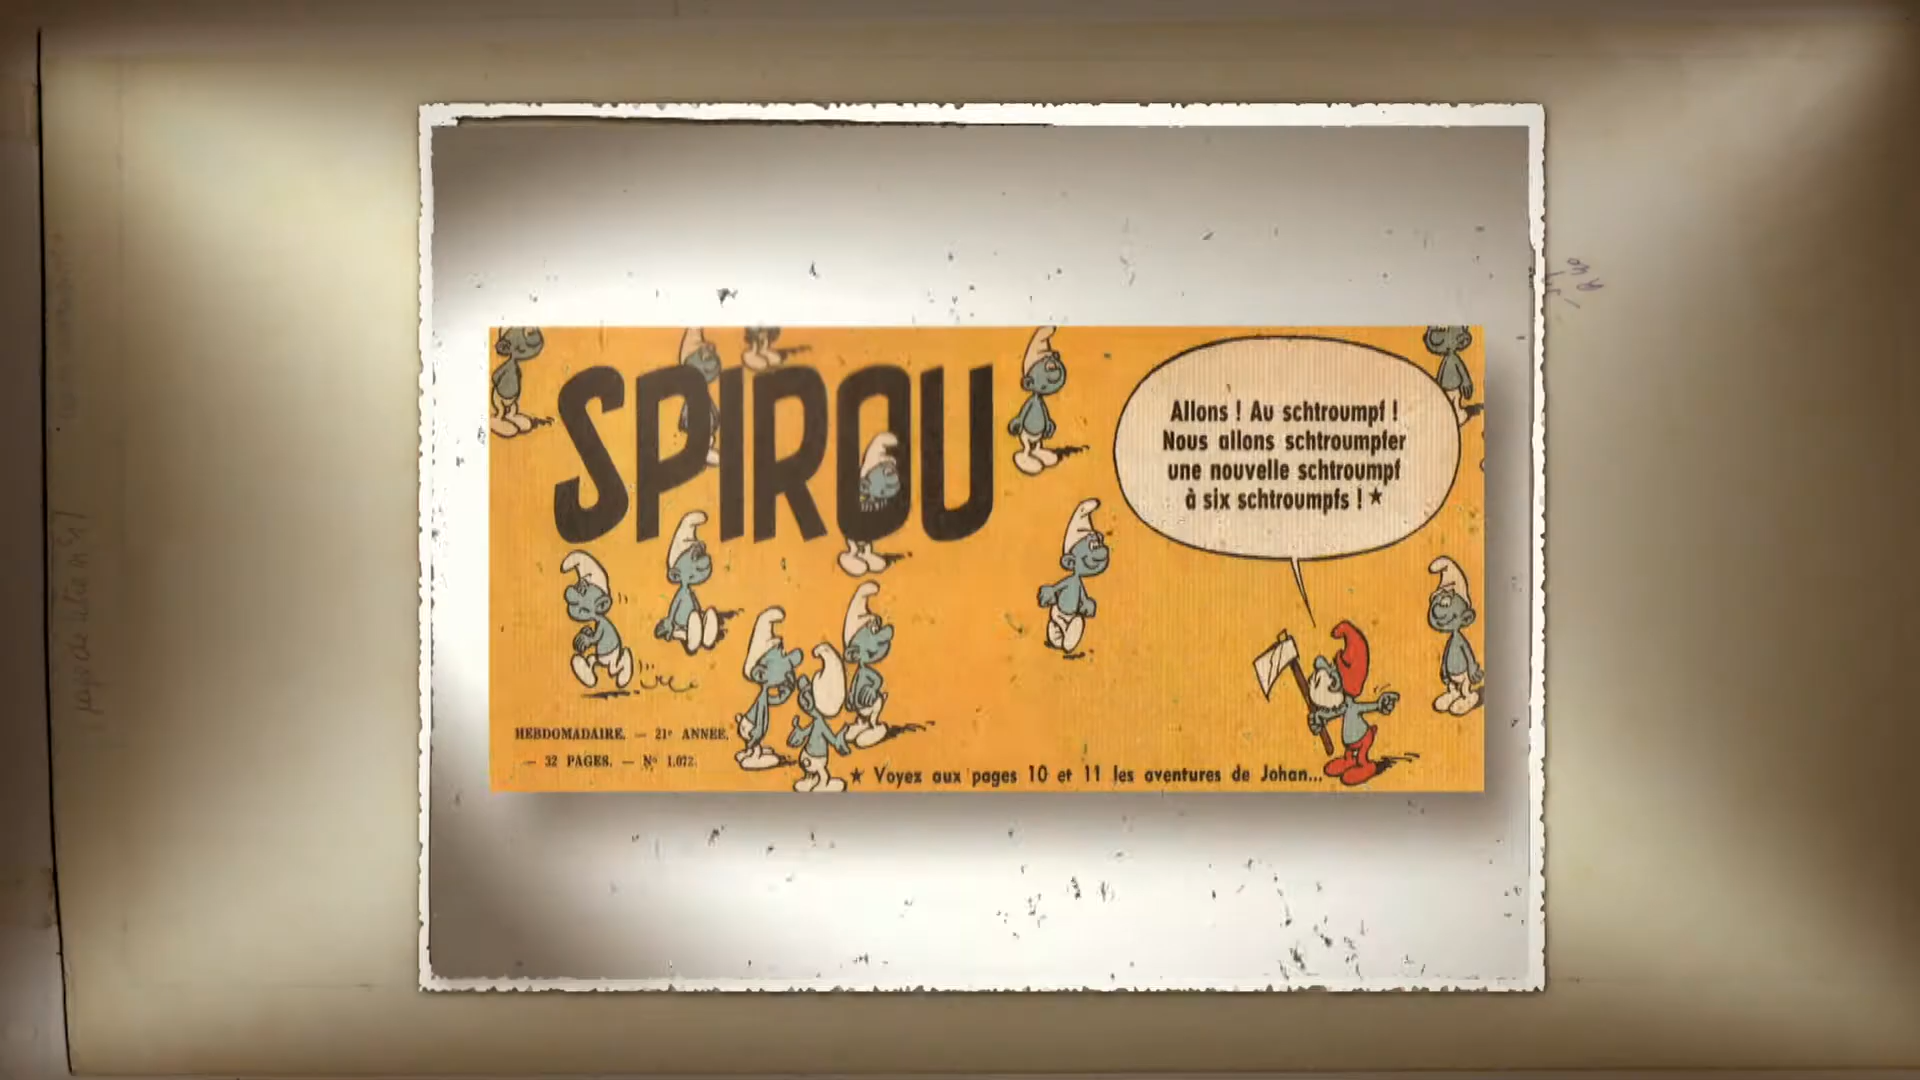 SPIROU
Allons ! Au schtroumpf !
Nous allons schtroumpfer
une nouvelle schtroumpf
à six schtroumpfs ! ★
HEBDOMADAIRE. — 21e ANNÉE.
— 32 PAGES. — No 1.072.
★ Voyez aux pages 10 et 11 les aventures de Johan...